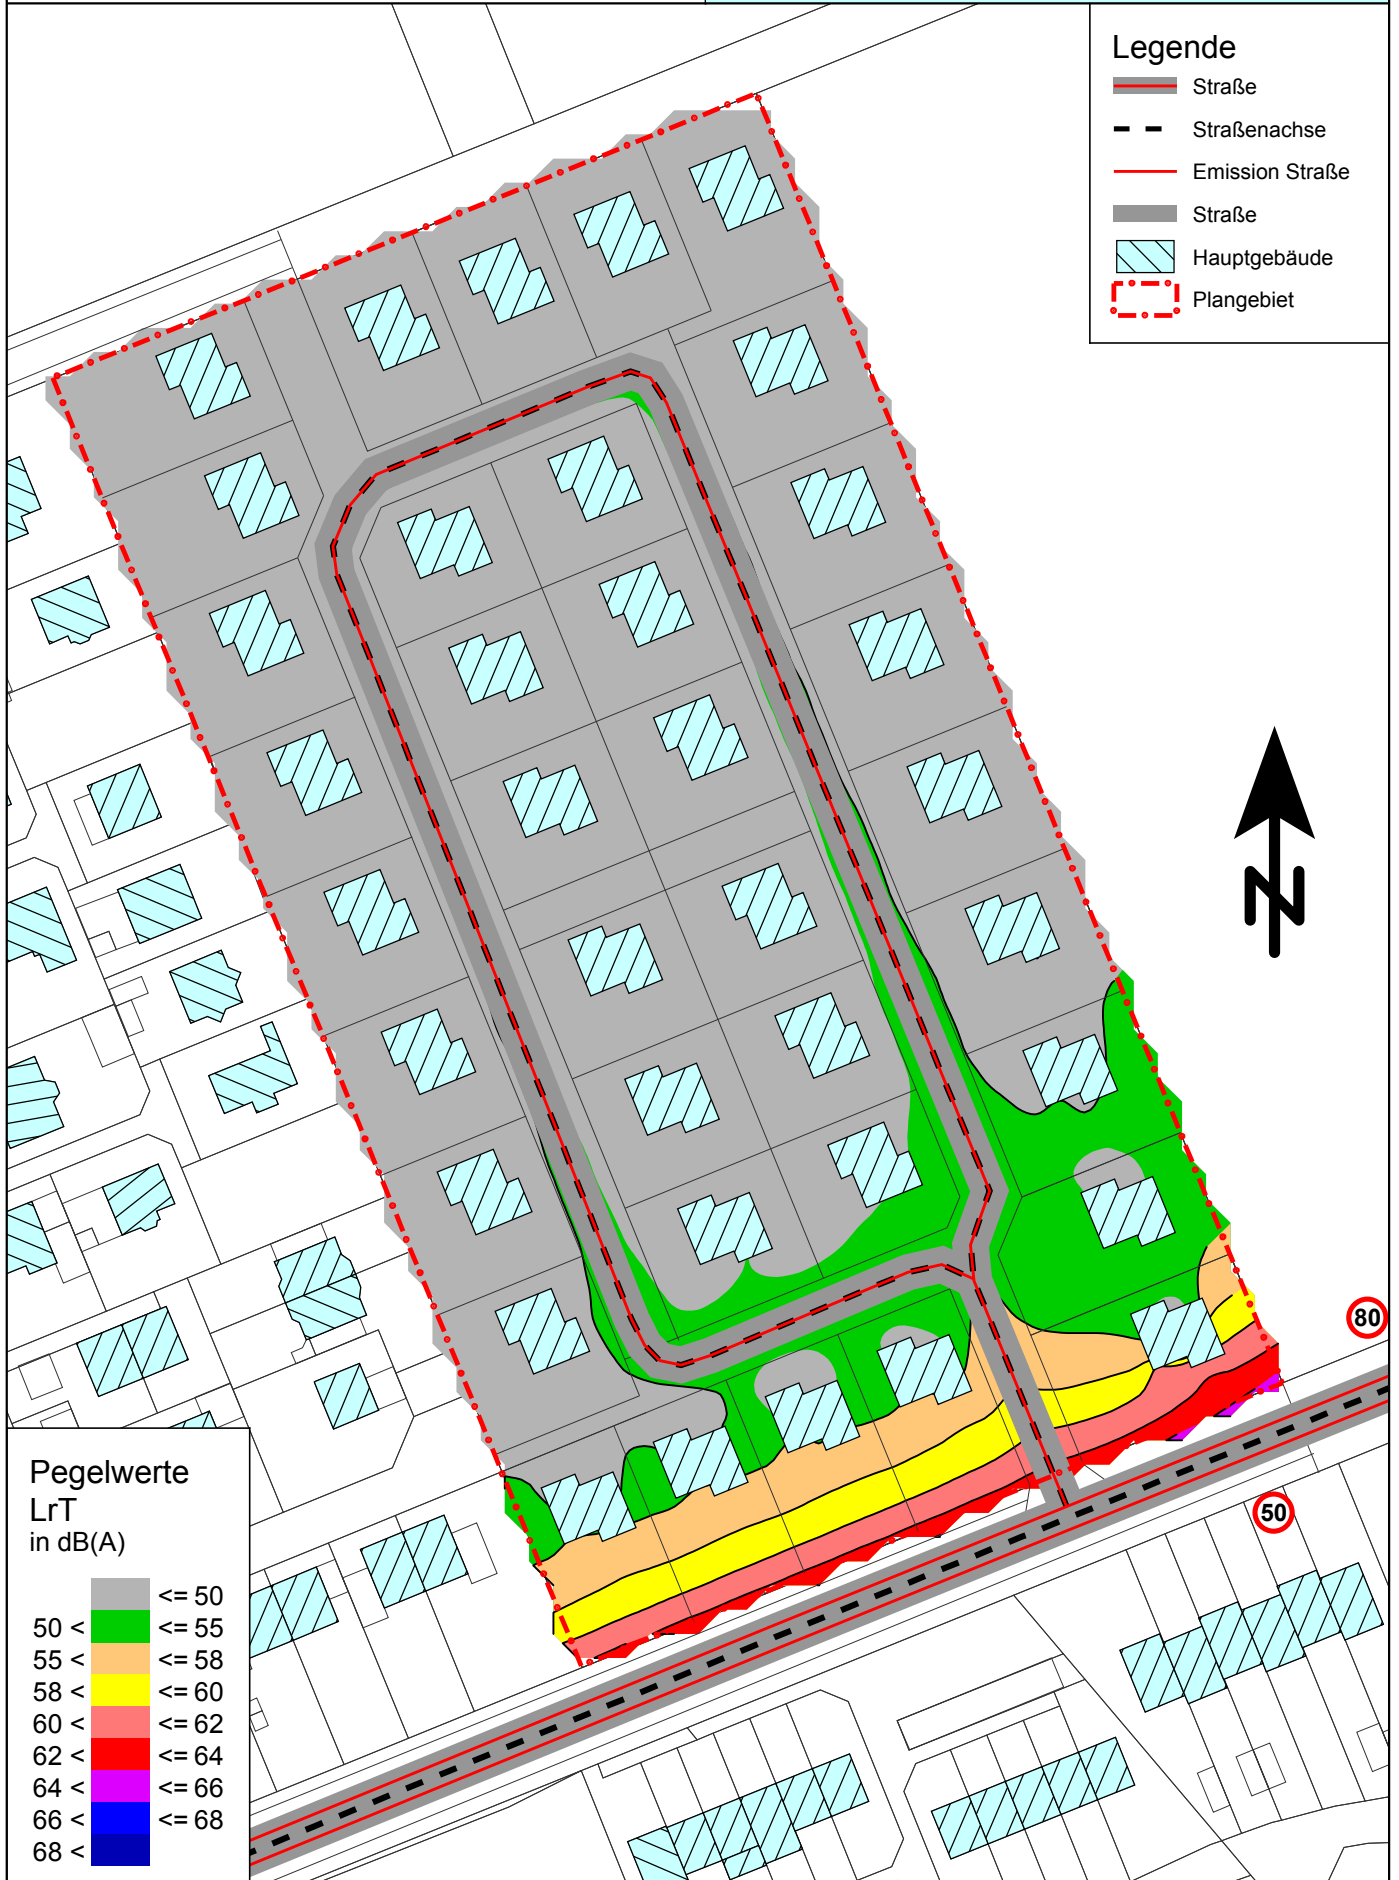 Legende
Straße
Straßenachse
Emission Straße
Straße
Hauptgebäude
Plangebiet
N
80
50
Pegelwerte
LrT
in dB(A)
<= 50
50 < <= 55
55 < <= 58
58 < <= 60
60 < <= 62
62 < <= 64
64 < <= 66
66 < <= 68
68 <